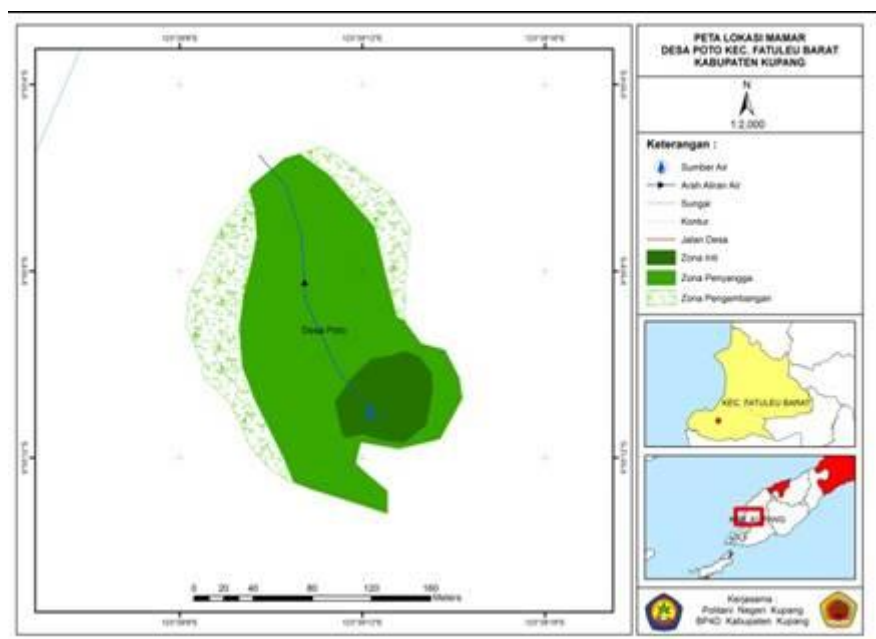 PETA LOKASI MAMAR
DESA POTO KEC. FATULEU BARAT
KABUPATEN KUPANG
N
1:2.000
Keterangan :
Sumber Air
Arah Aliran Air
Sungai
Kontur
Jalan Desa
Zona Inti
Zona Penyangga
Zona Pengembangan
Desa Poto
0 20 40 80 120 160
Meters
KEC. FATULEU BARAT
Kerjasama :
Politani Negeri Kupang
BP4D Kabupaten Kupang